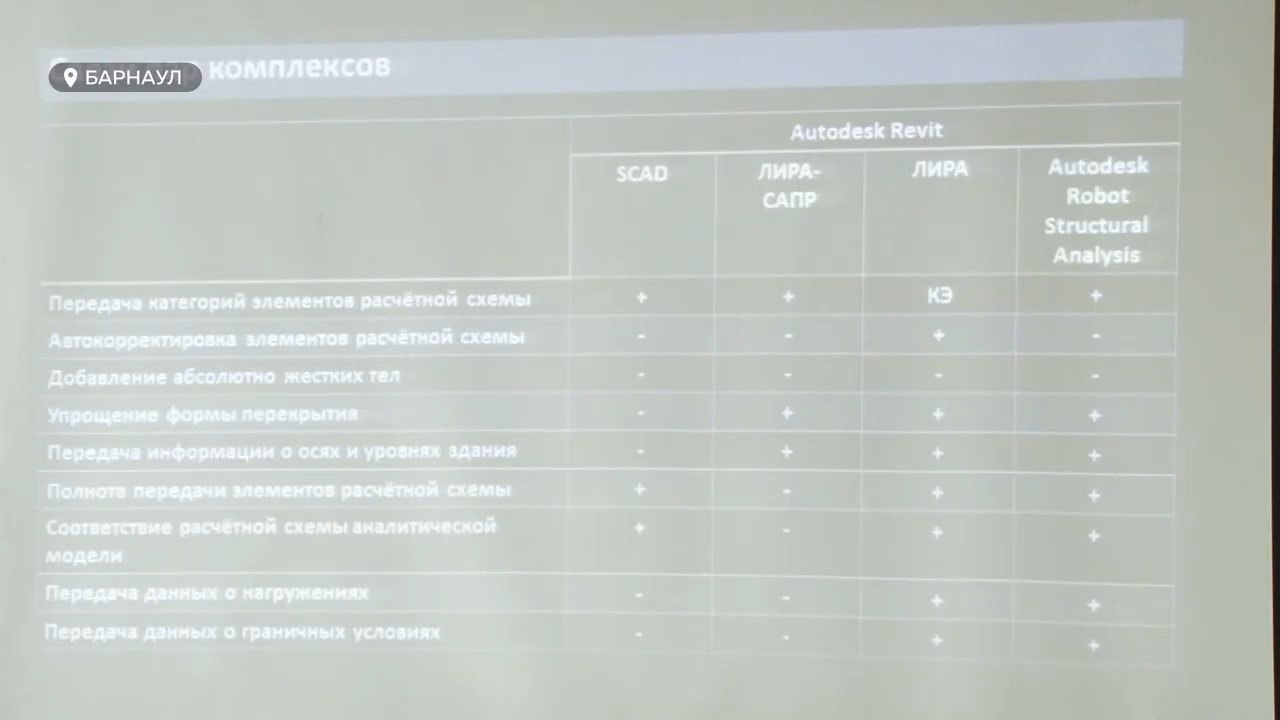 комплексов
БАРНАУЛ
Autodesk Revit
SCAD
ЛИРА-
САПР
ЛИРА
Autodesk
Robot
Structural
Analysis
Передача категорий элементов расчётной схемы + + КЭ +
Автокорректировка элементов расчётной схемы - - + -
Добавление абсолютно жестких тел - - - -
Упрощение формы перекрытия - + + +
Передача информации о осях и уровнях здания - + + +
Полнота передачи элементов расчётной схемы + - + +
Соответствие расчётной схемы аналитической
модели + - + +
Передача данных о нагружениях - - + +
Передача данных о граничных условиях - - + +